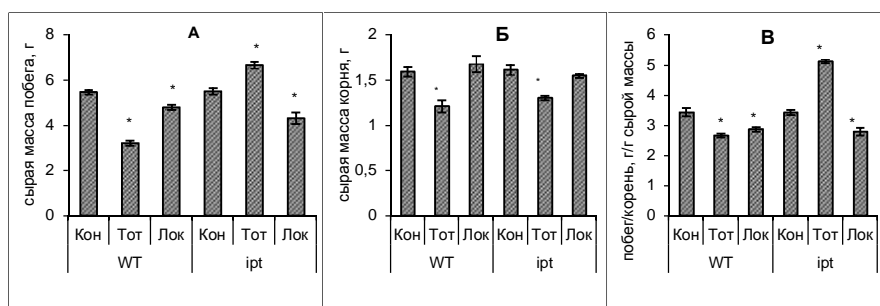 А
сырая масса побега, г
8
6
4
2
0
*
*
*
*
Кон Тот Лок Кон Тот Лок
WT ipt
Б
сырая масса корня, г
2
1,5
1
0,5
0
*
*
Кон Тот Лок Кон Тот Лок
WT ipt
В
побег/корень, г/г сырой массы
6
5
4
3
2
1
0
*
*
*
*
Кон Тот Лок Кон Тот Лок
WT ipt